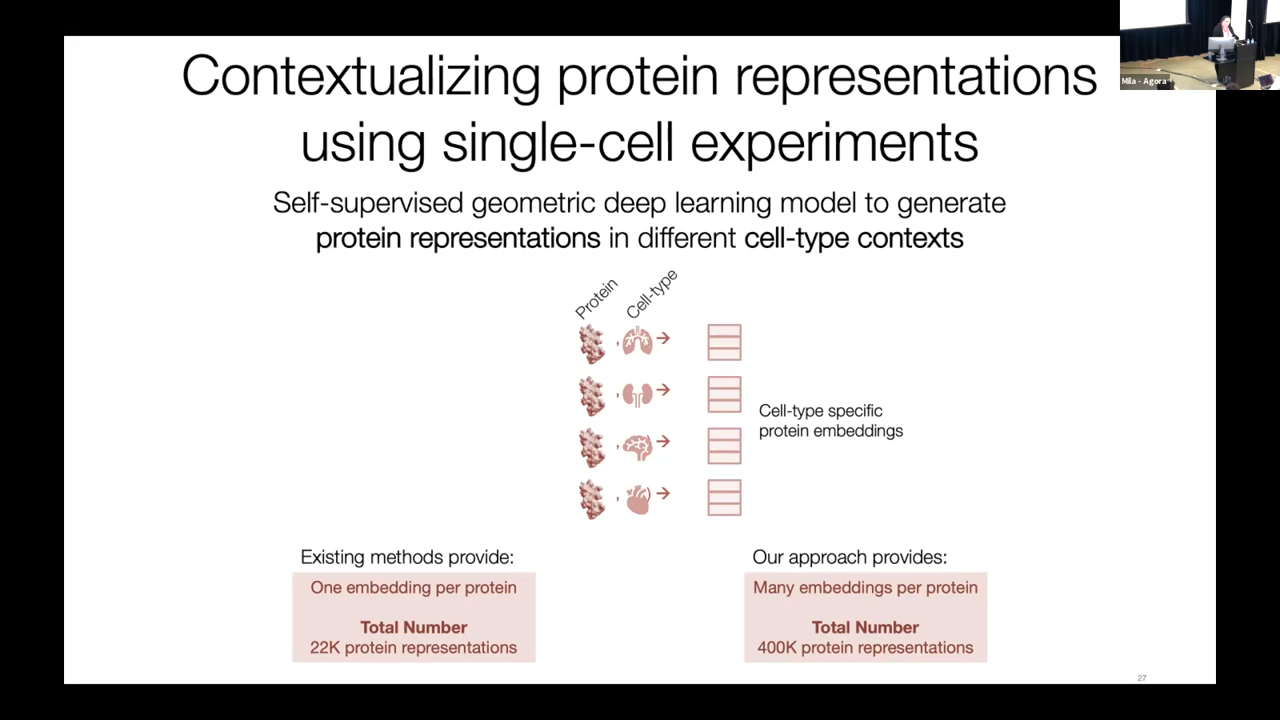 Contextualizing protein representations
using single-cell experiments
Self-supervised geometric deep learning model to generate
protein representations in different cell-type contexts
Protein
Cell-type
,
,
,
,
Cell-type specific
protein embeddings
Existing methods provide:
One embedding per protein
Total Number
22K protein representations
Our approach provides:
Many embeddings per protein
Total Number
400K protein representations
27
Mila - Agora